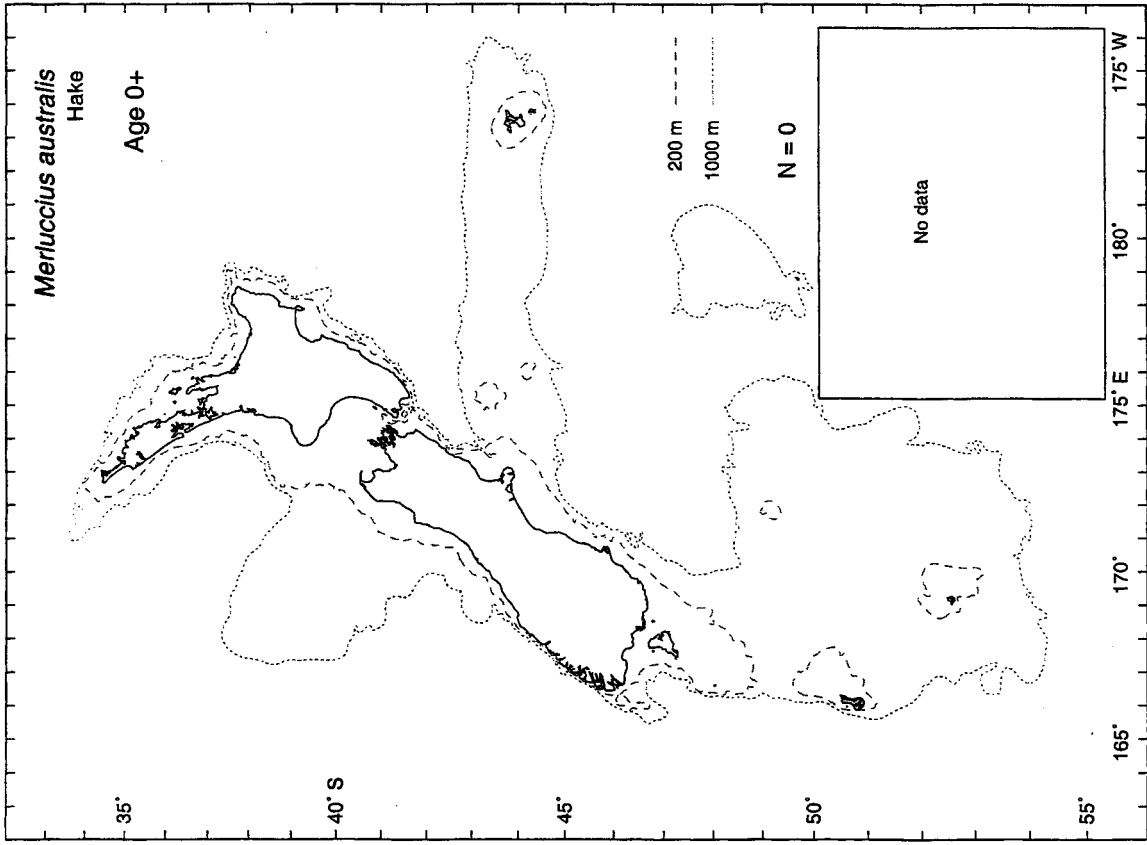 Merluccius australis
Hake
Age 0+
200 m
1000 m
N = 0
No data
35°
40° S
45°
50°
55°
165°
170°
175° E
180°
175° W